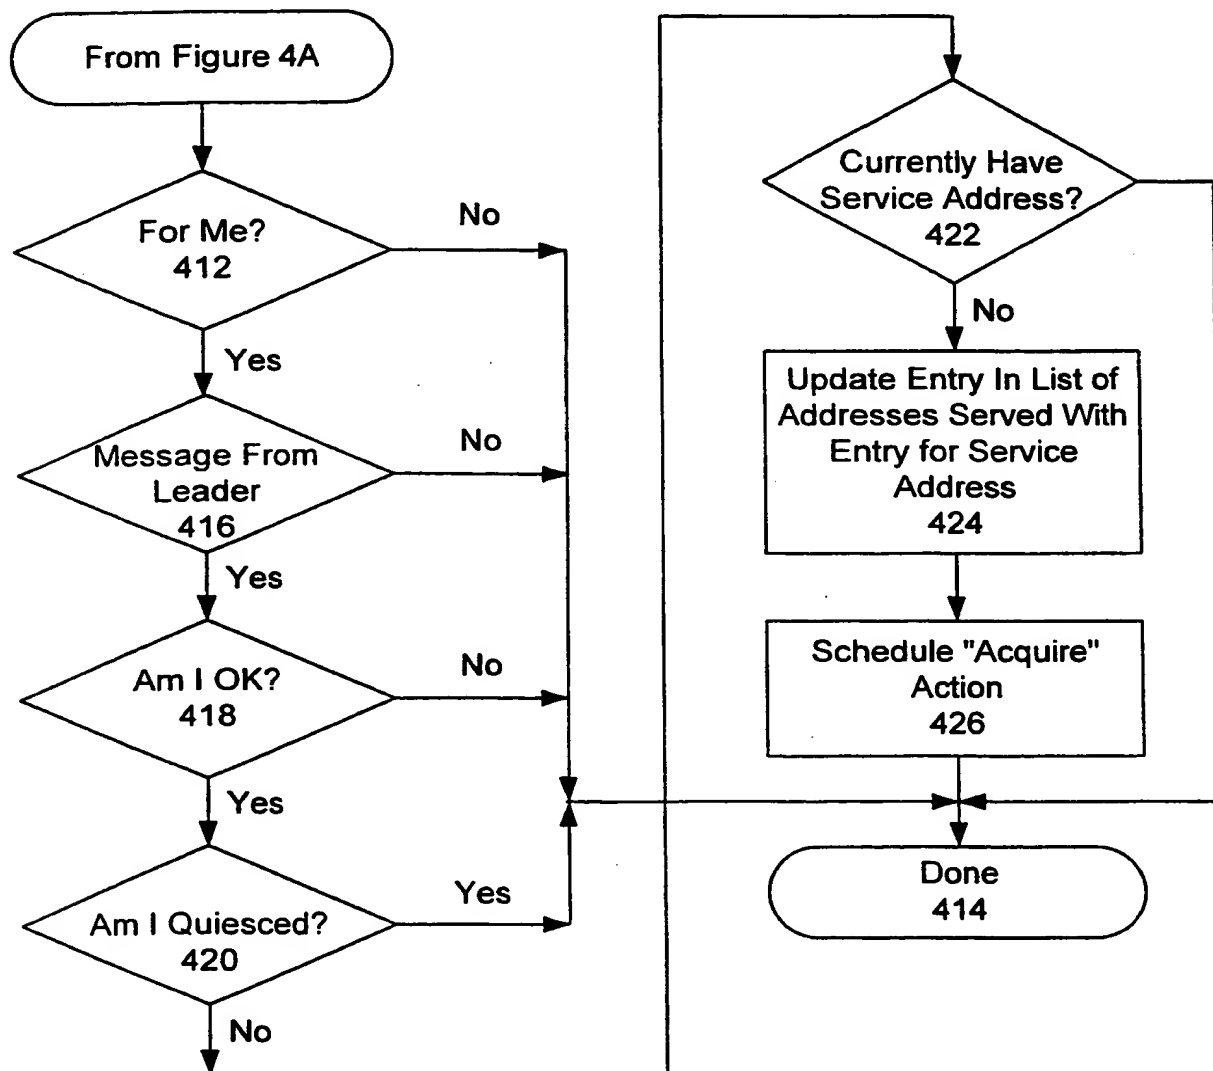 From Figure 4A
For Me?
412
No
Yes
Message From
Leader
416
No
Yes
Am I OK?
418
No
Yes
Am I Quiesced?
420
Yes
No
Currently Have
Service Address?
422
No
Update Entry In List of
Addresses Served With
Entry for Service
Address
424
Schedule "Acquire"
Action
426
Done
414